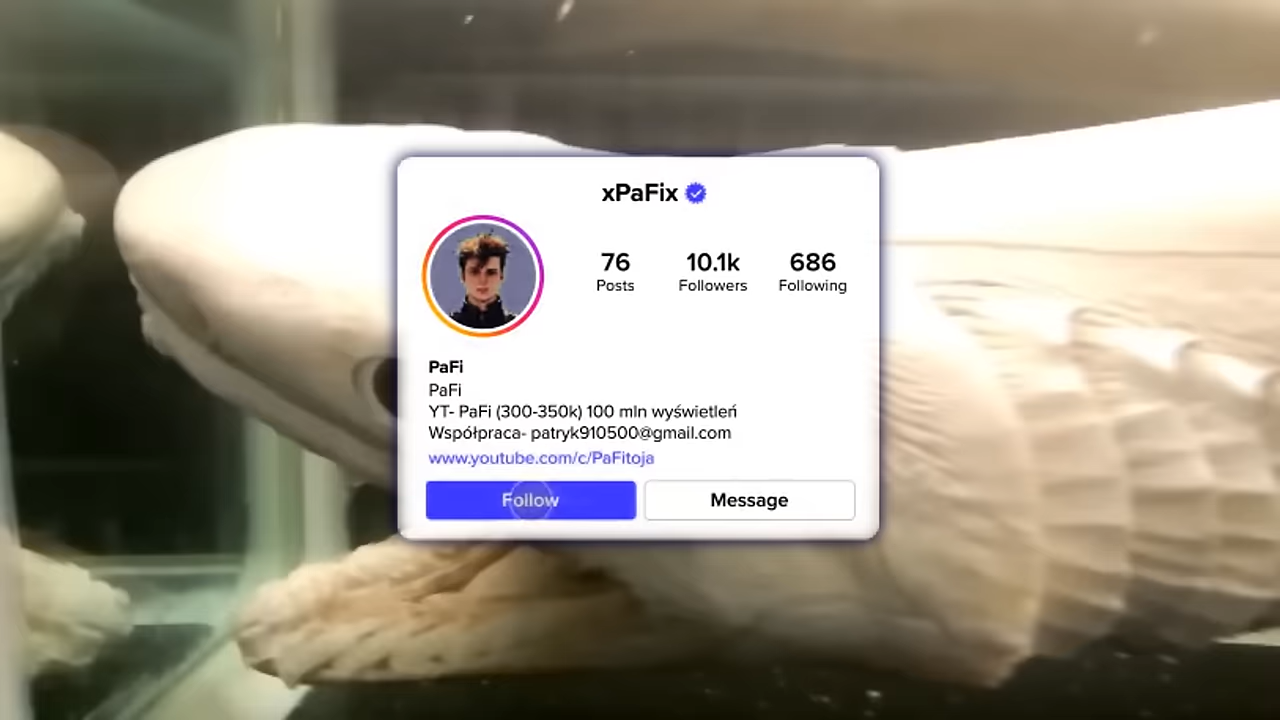 xPaFix
76 10.1k 686
Posts Followers Following
PaFi
PaFi
YT- PaFi (300-350k) 100 mln wyświetleń
Współpraca- patryk910500@gmail.com
www.youtube.com/c/PaFitoja
Follow Message